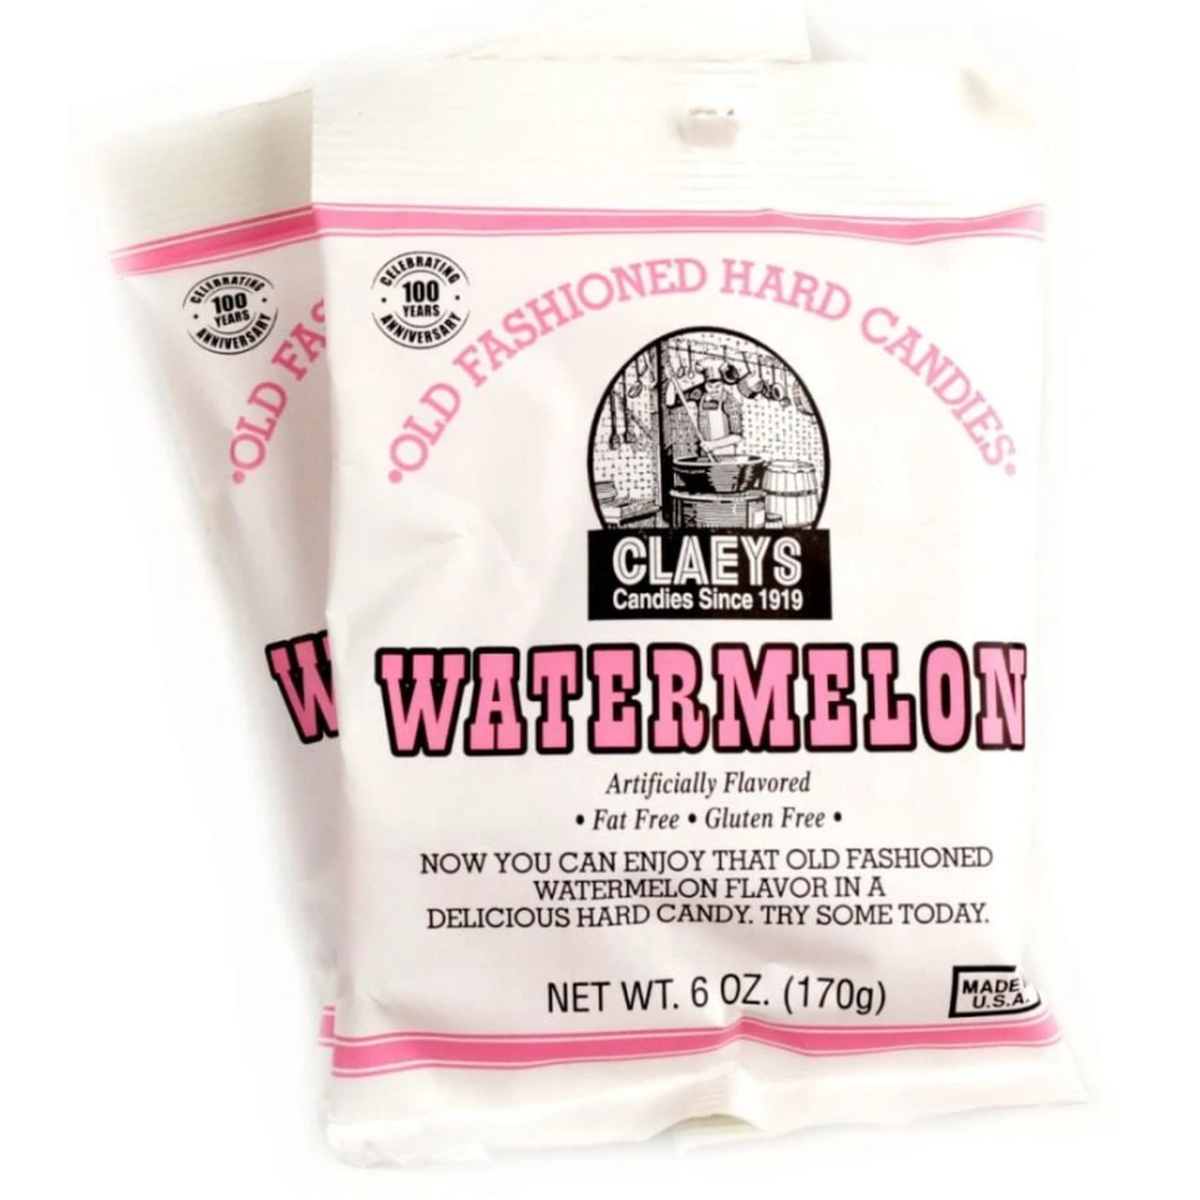 CELEBRATING
100
YEARS
ANNIVERSARY
OLD FAS
W
CELEBRATING
100
YEARS
ANNIVERSARY
•OLD FASHIONED HARD CANDIES•
CLAEYS
Candies Since 1919
WATERMELON
Artificially Flavored
• Fat Free • Gluten Free •
NOW YOU CAN ENJOY THAT OLD FASHIONED
WATERMELON FLAVOR IN A
DELICIOUS HARD CANDY. TRY SOME TODAY.
NET WT. 6 OZ. (170g)
MADE
U.S.A.